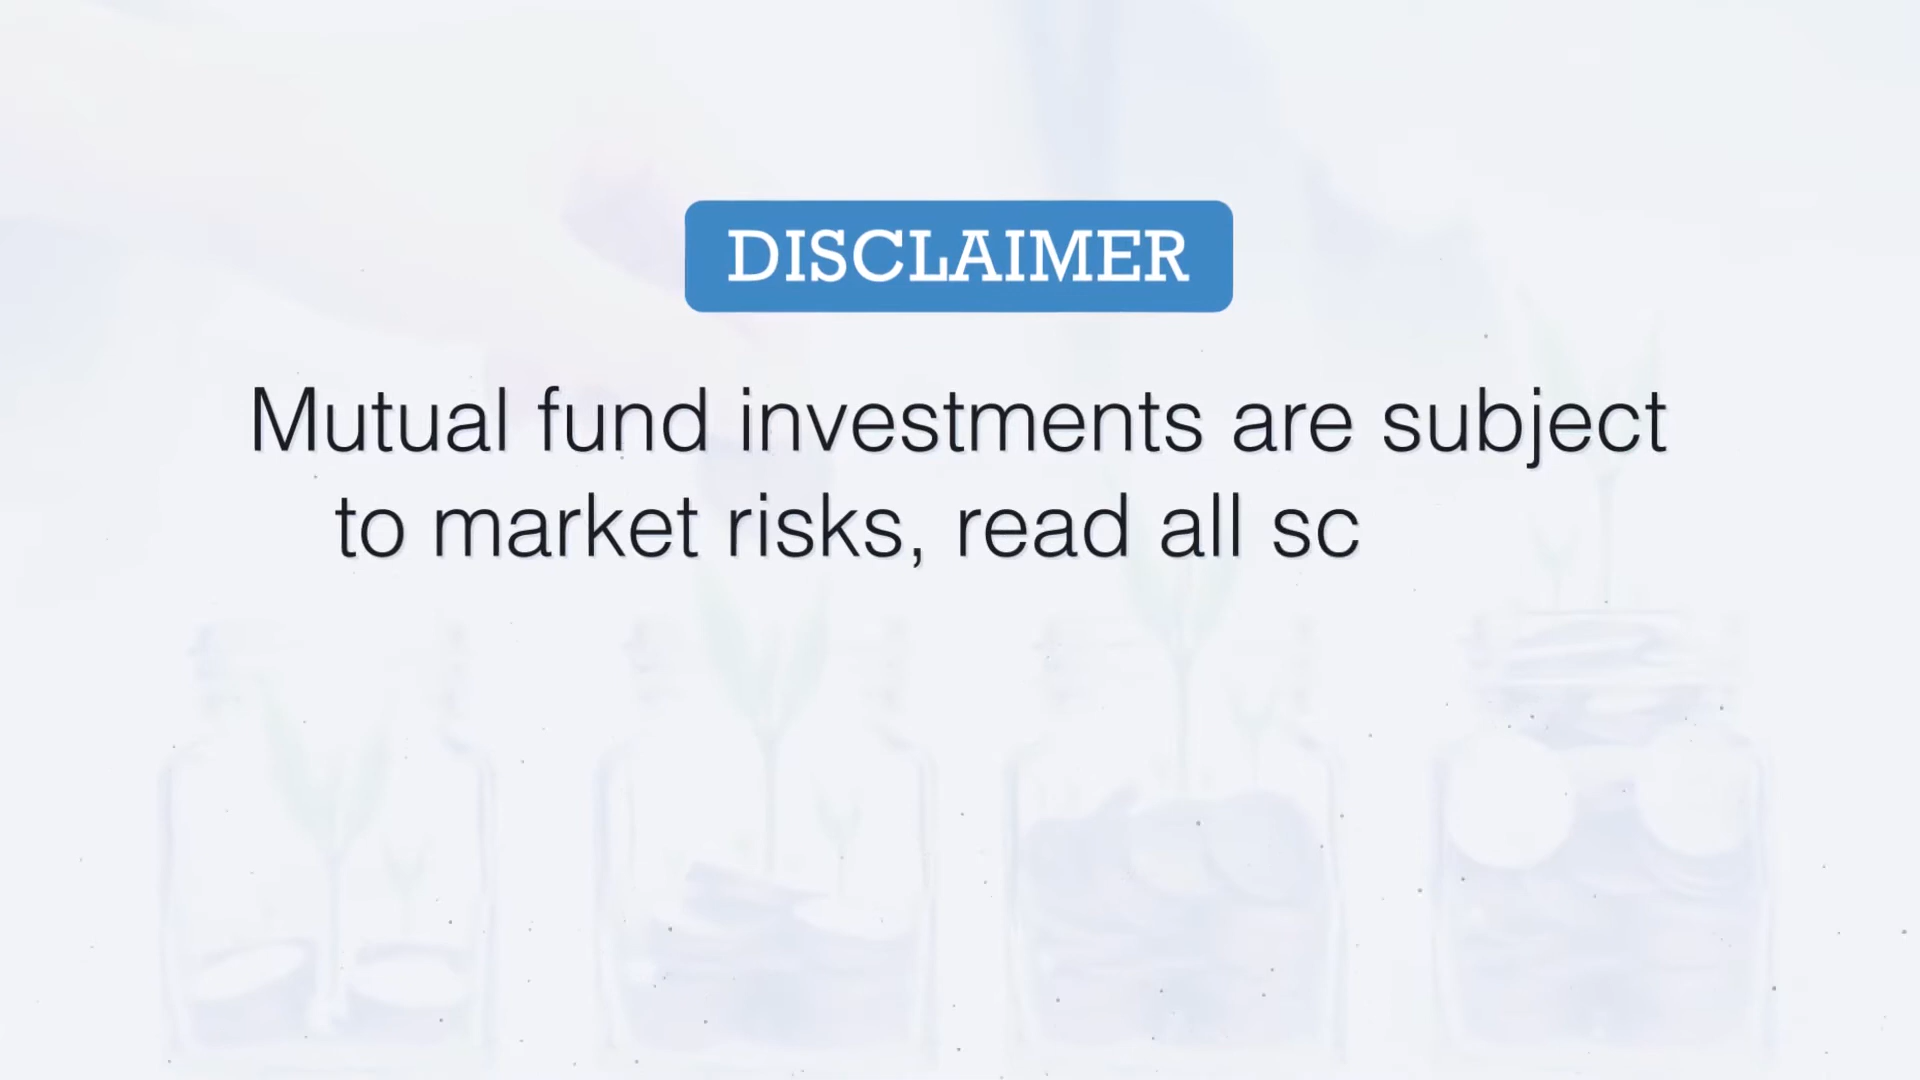 DISCLAIMER
Mutual fund investments are subject
to market risks, read all sc